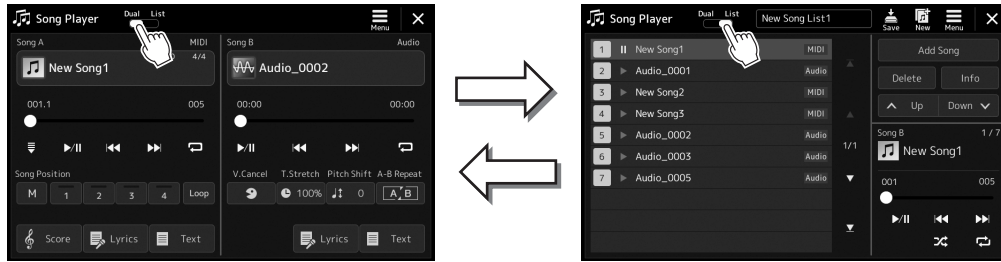 Song Player
Dual List
Menu
Song A MIDI
New Song1 4/4
001.1 005
Song Position
M 1 2 3 4 Loop
Score Lyrics Text
Song B Audio
Audio_0002
00:00 00:00
V.Cancel T.Stretch Pitch Shift A-B Repeat
100% 0 A B
Lyrics Text
Song Player
Dual List
New Song List1
Save New Menu
1 New Song1 MIDI
2 Audio_0001 Audio
3 New Song2 MIDI
4 New Song3 MIDI
5 Audio_0002 Audio
6 Audio_0003 Audio
7 Audio_0005 Audio
1/1
Add Song
Delete Info
Up Down
Song B 1/7
New Song1
001 005